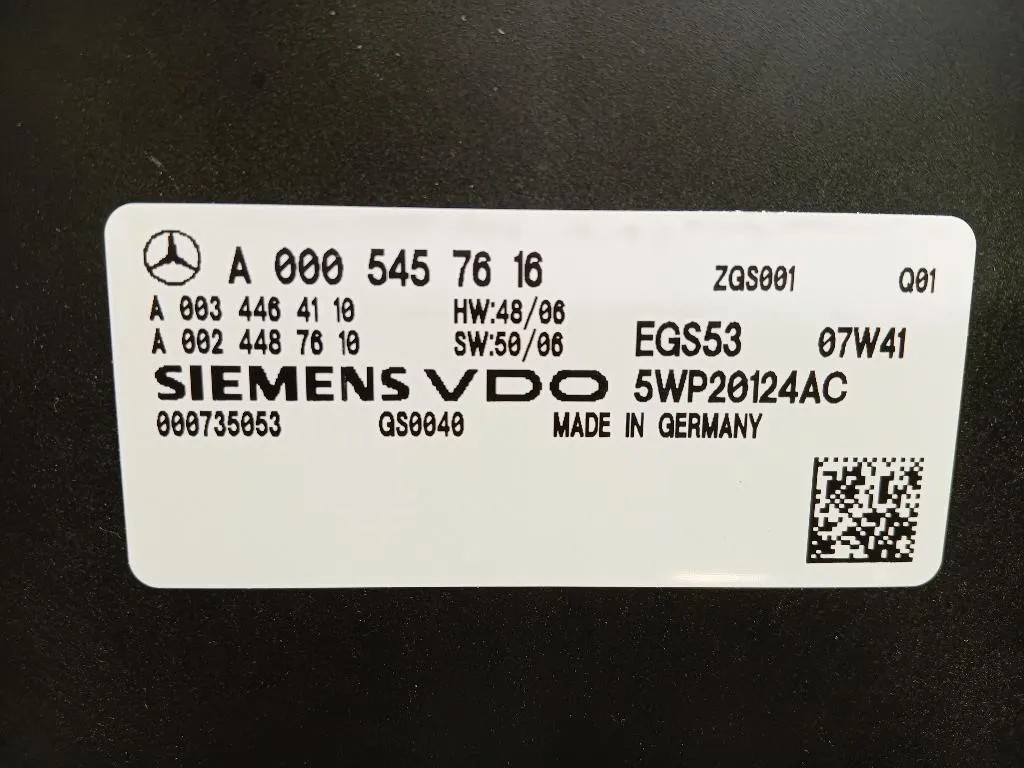 A 000 545 76 16 ZGS001 Q01
A 003 446 41 10 HW:48/06
A 002 448 76 10 SW:50/06 EGS53 07W41
SIEMENS VDO 5WP20124AC
000735053 QS0040 MADE IN GERMANY